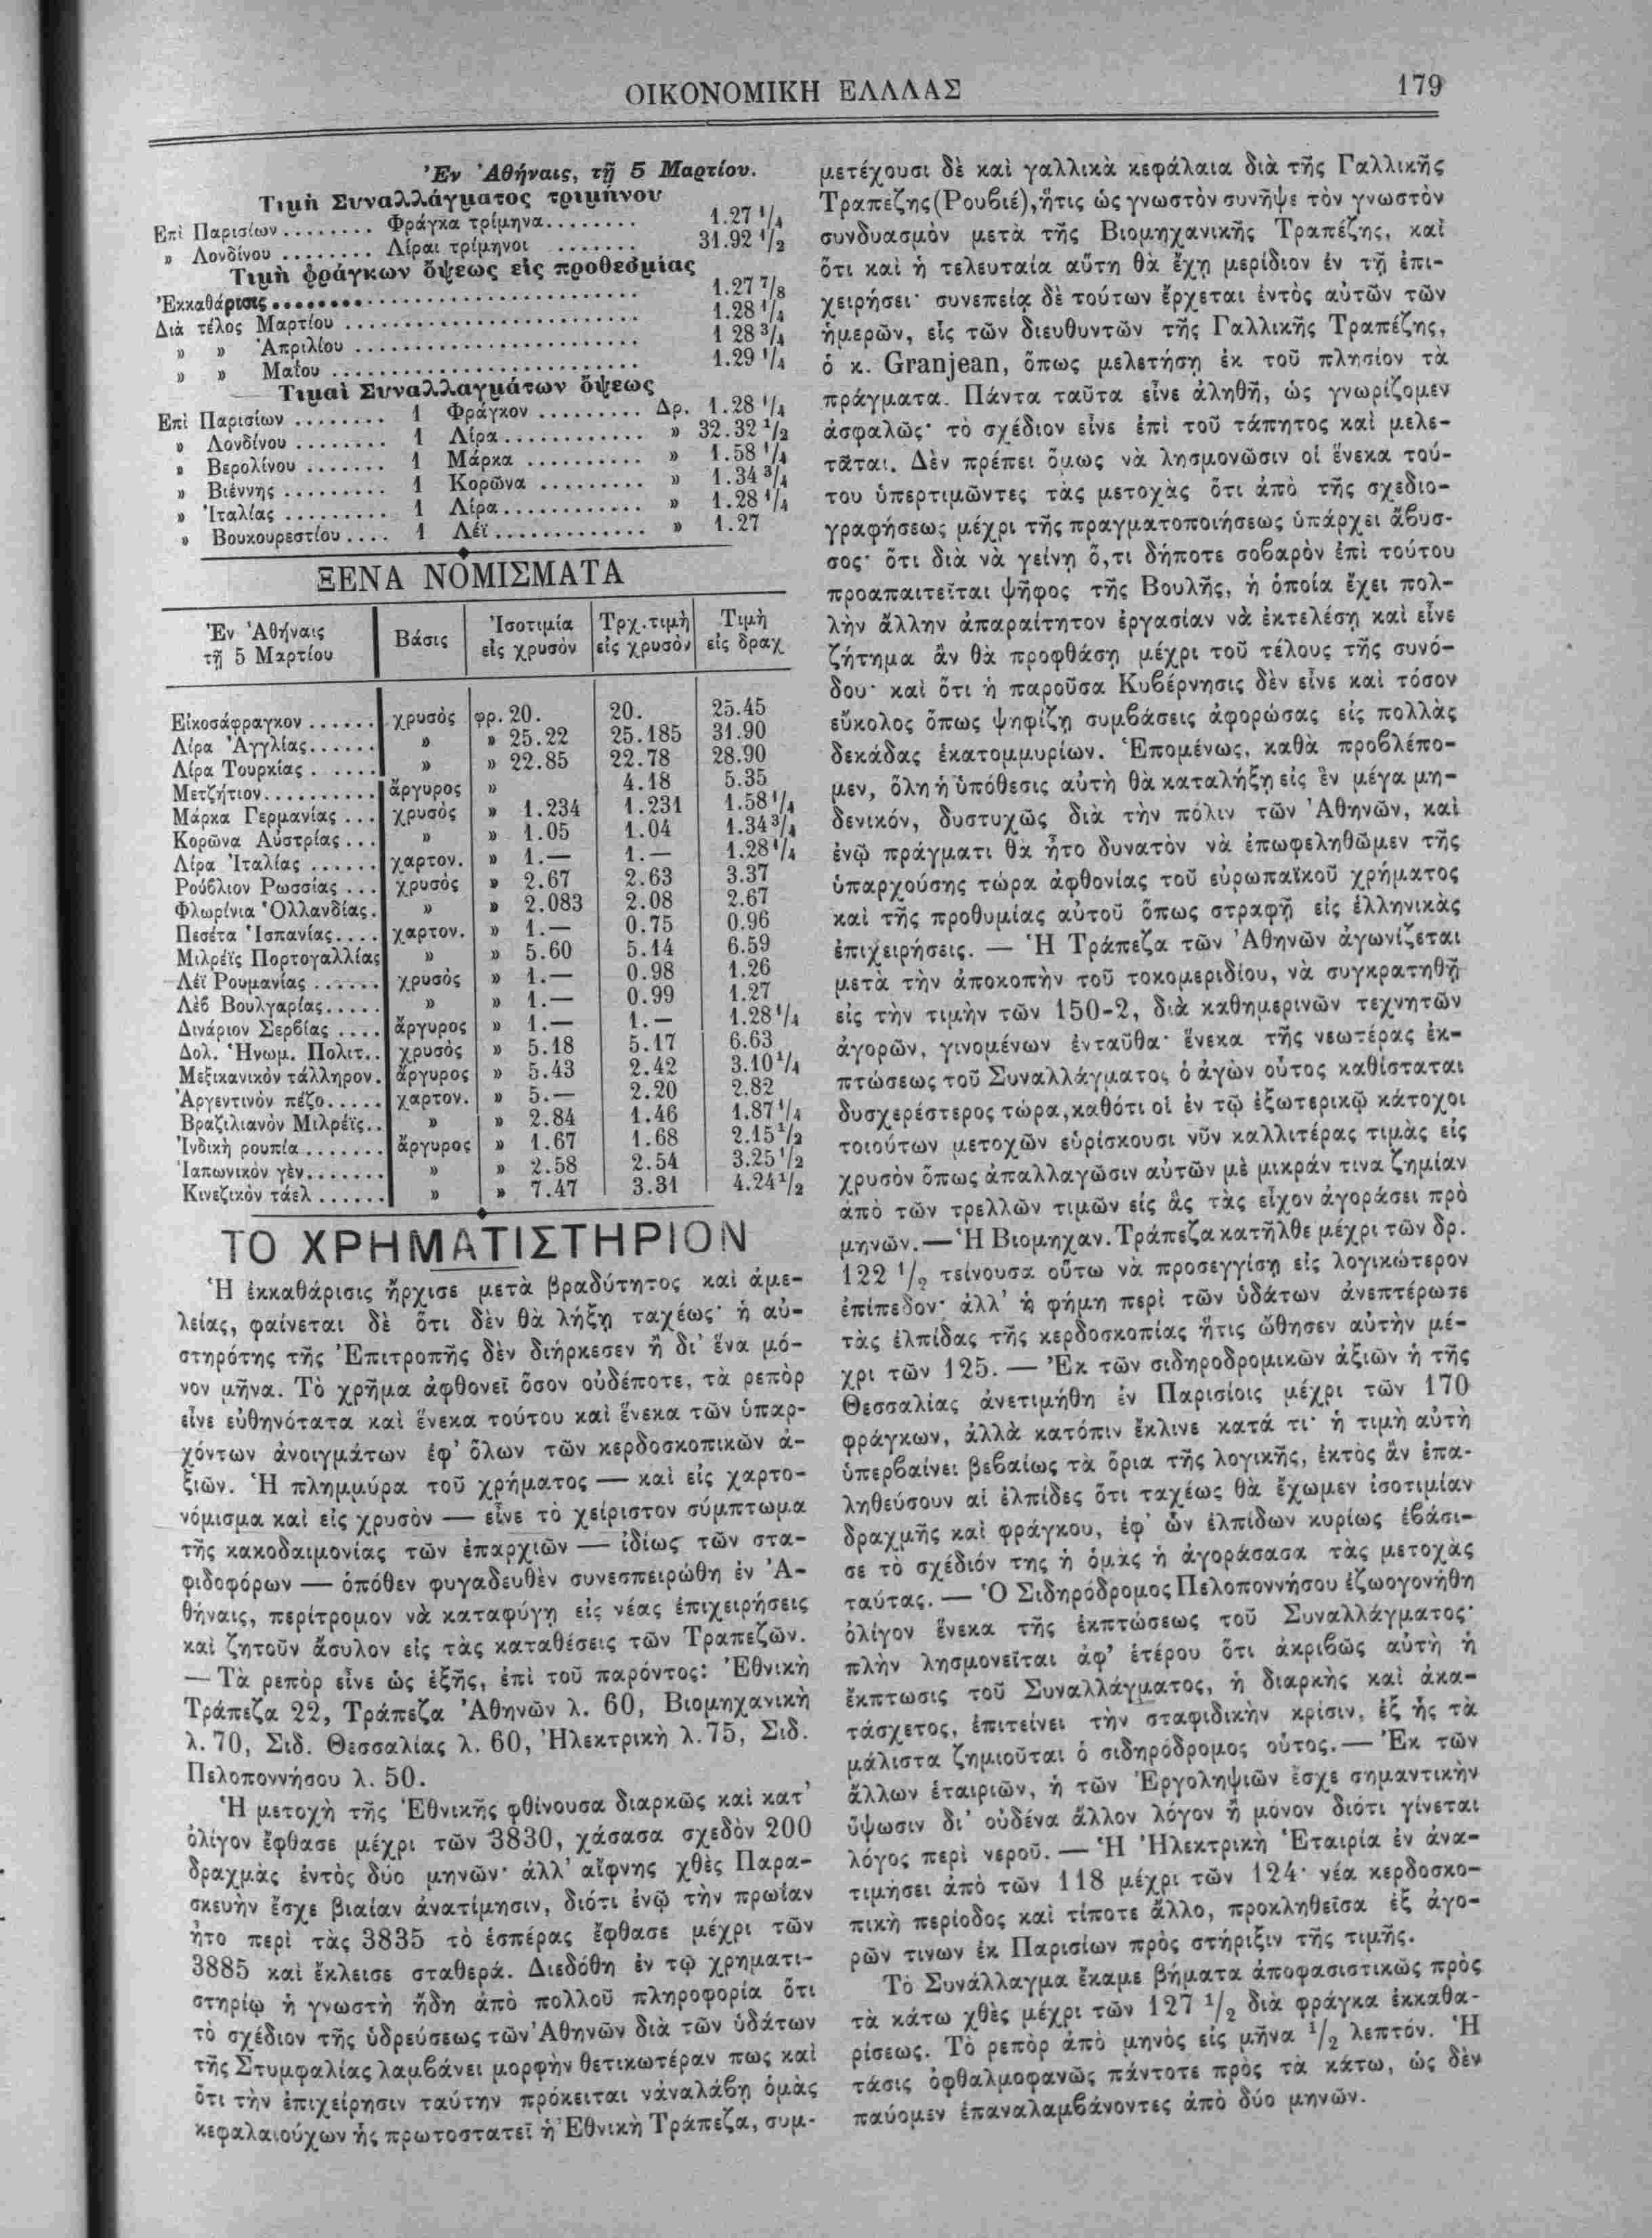 ΟΙΚΟΝΟΜΙΚΗ ΕΛΛΑΣ
179
Ἐν Ἀθήναις, τῇ 5 Μαρτίου.
Τιμὴ Συναλλάγματος τριμήνου
Ἐπὶ Παρισίων ........ Φράγκα τρίμηνα........ 1.27 1/4
» Λονδίνου ........ Λίραι τρίμηνοι ....... 31.92 1/2
Τιμὴ φράγκων ὄψεως εἰς προθεσμίας
Ἐκκαθάρισις ........ 1.27 7/8
Διὰ τέλος Μαρτίου ........ 1.28 1/4
» » Ἀπριλίου ........ 1 28 3/4
» » Μαΐου ........ 1.29 1/4
Τιμαὶ Συναλλαγμάτων ὄψεως
Ἐπὶ Παρισίων ........ 1 Φράγκον ......... Δρ. 1.28 1/4
» Λονδίνου ........ 1 Λίρα............ » 32.32 1/2
» Βερολίνου ....... 1 Μάρκα .......... » 1.58 1/4
» Βιέννης ......... 1 Κορῶνα ......... » 1.34 3/4
» Ἰταλίας ......... 1 Λίρα............ » 1.28 1/4
» Βουκουρεστίου.... 1 Λέϊ............. » 1.27
ΞΕΝΑ ΝΟΜΙΣΜΑΤΑ
Ἐν Ἀθήναις τῇ 5 Μαρτίου | Βάσις | Ἰσοτιμία εἰς χρυσὸν | Τρχ.τιμὴ εἰς χρυσὸν | Τιμὴ εἰς δραχ
Εἰκοσάφραγκον ...... χρυσὸς φρ. 20. 20. 25.45
Λίρα Ἀγγλίας...... » » 25.22 25.185 31.90
Λίρα Τουρκίας ...... » » 22.85 22.78 28.90
Μετζήτιον.......... ἄργυρος » 4.18 5.35
Μάρκα Γερμανίας ... χρυσὸς » 1.234 1.231 1.58 1/4
Κορῶνα Αὐστρίας... » » 1.05 1.04 1.34 3/4
Λίρα Ἰταλίας ...... χαρτον. » 1.— 1.— 1.28 1/4
Ρούβλιον Ρωσσίας ... χρυσὸς » 2.67 2.63 3.37
Φλωρίνια Ὁλλανδίας. » » 2.083 2.08 2.67
Πεσέτα Ἰσπανίας.... χαρτον. » 1.— 0.75 0.96
Μιλρέϊς Πορτογαλλίας » » 5.60 5.14 6.59
Λέϊ Ρουμανίας ...... χρυσὸς » 1.— 0.98 1.26
Λὲβ Βουλγαρίας..... » » 1.— 0.99 1.27
Δινάριον Σερβίας .... ἄργυρος » 1.— 1.— 1.28 1/4
Δολ. Ἡνωμ. Πολιτ.. χρυσὸς » 5.18 5.17 6.63
Μεξικανικὸν τάλληρον. ἄργυρος » 5.43 2.42 3.10 1/4
Ἀργεντινὸν πέζο..... χαρτον. » 5.— 2.20 2.82
Βραζιλιανὸν Μιλρέϊς.. » » 2.84 1.46 1.87 1/4
Ἰνδικὴ ρουπία....... ἄργυρος » 1.67 1.68 2.15 1/2
Ἰαπωνικὸν γὲν....... » » 2.58 2.54 3.25 1/2
Κινεζικὸν τάελ ...... » » 7.47 3.31 4.24 1/2
ΤΟ ΧΡΗΜΑΤΙΣΤΗΡΙΟΝ
Ἡ ἐκκαθάρισις ἤρχισε μετὰ βραδύτητος καὶ ἀμε-
λείας, φαίνεται δὲ ὅτι δὲν θὰ λήξῃ ταχέως· ἡ αὐ-
στηρότης τῆς Ἐπιτροπῆς δὲν διήρκεσεν ἢ δι' ἕνα μό-
νον μῆνα. Τὸ χρῆμα ἀφθονεῖ ὅσον οὐδέποτε, τὰ ρεπὸρ
εἶνε εὐθηνότατα καὶ ἕνεκα τούτου καὶ ἕνεκα τῶν ὑπαρ-
χόντων ἀνοιγμάτων ἐφ' ὅλων τῶν κερδοσκοπικῶν ἀ-
ξιῶν. Ἡ πλημμύρα τοῦ χρήματος — καὶ εἰς χαρτο-
νόμισμα καὶ εἰς χρυσὸν — εἶνε τὸ χείριστον σύμπτωμα
τῆς κακοδαιμονίας τῶν ἐπαρχιῶν — ἰδίως τῶν στα-
φιδοφόρων — ὁπόθεν φυγαδευθὲν συνεσπειρώθη ἐν Ἀ-
θήναις, περίτρομον νὰ καταφύγῃ εἰς νέας ἐπιχειρήσεις
καὶ ζητοῦν ἄσυλον εἰς τὰς καταθέσεις τῶν Τραπεζῶν.
— Τὰ ρεπὸρ εἶνε ὡς ἑξῆς, ἐπὶ τοῦ παρόντος: Ἐθνικὴ
Τράπεζα 22, Τράπεζα Ἀθηνῶν λ. 60, Βιομηχανικὴ
λ. 70, Σιδ. Θεσσαλίας λ. 60, Ἠλεκτρικὴ λ. 75, Σιδ.
Πελοποννήσου λ. 50.
Ἡ μετοχὴ τῆς Ἐθνικῆς φθίνουσα διαρκῶς καὶ κατ'
ὀλίγον ἔφθασε μέχρι τῶν 3830, χάσασα σχεδὸν 200
δραχμὰς ἐντὸς δύο μηνῶν· ἀλλ' αἴφνης χθὲς Παρα-
σκευὴν ἔσχε βιαίαν ἀνατίμησιν, διότι ἐνῷ τὴν πρωΐαν
ἦτο περὶ τὰς 3835 τὸ ἑσπέρας ἔφθασε μέχρι τῶν
3885 καὶ ἔκλεισε σταθερά. Διεδόθη ἐν τῷ χρηματι-
στηρίῳ ἡ γνωστὴ ἤδη ἀπὸ πολλοῦ πληροφορία ὅτι
τὸ σχέδιον τῆς ὑδρεύσεως τῶν Ἀθηνῶν διὰ τῶν ὑδάτων
τῆς Στυμφαλίας λαμβάνει μορφὴν θετικωτέραν πως καὶ
ὅτι τὴν ἐπιχείρησιν ταύτην πρόκειται νἀναλάβῃ ὁμὰς
κεφαλαιούχων ἧς πρωτοστατεῖ ἡ Ἐθνικὴ Τράπεζα, συμ-
μετέχουσι δὲ καὶ γαλλικὰ κεφάλαια διὰ τῆς Γαλλικῆς
Τραπέζης (Ρουβιέ), ἥτις ὡς γνωστὸν συνῆψε τὸν γνωστὸν
συνδυασμὸν μετὰ τῆς Βιομηχανικῆς Τραπέζης, καὶ
ὅτι καὶ ἡ τελευταία αὕτη θὰ ἔχῃ μερίδιον ἐν τῇ ἐπι-
χειρήσει· συνεπείᾳ δὲ τούτων ἔρχεται ἐντὸς αὐτῶν τῶν
ἡμερῶν, εἷς τῶν διευθυντῶν τῆς Γαλλικῆς Τραπέζης,
ὁ κ. Granjean, ὅπως μελετήσῃ ἐκ τοῦ πλησίον τὰ
πράγματα. Πάντα ταῦτα εἶνε ἀληθῆ, ὡς γνωρίζομεν
ἀσφαλῶς· τὸ σχέδιον εἶνε ἐπὶ τοῦ τάπητος καὶ μελε-
τᾶται. Δὲν πρέπει ὅμως νὰ λησμονῶσιν οἱ ἕνεκα τού-
του ὑπερτιμῶντες τὰς μετοχὰς ὅτι ἀπὸ τῆς σχεδιο-
γραφήσεως μέχρι τῆς πραγματοποιήσεως ὑπάρχει ἄβυσ-
σος· ὅτι διὰ νὰ γείνῃ ὅ,τι δήποτε σοβαρὸν ἐπὶ τούτου
προαπαιτεῖται ψῆφος τῆς Βουλῆς, ἡ ὁποία ἔχει πολ-
λὴν ἄλλην ἀπαραίτητον ἐργασίαν νὰ ἐκτελέσῃ καὶ εἶνε
ζήτημα ἂν θὰ προφθάσῃ μέχρι τοῦ τέλους τῆς συνό-
δου· καὶ ὅτι ἡ παροῦσα Κυβέρνησις δὲν εἶνε καὶ τόσον
εὔκολος ὅπως ψηφίζῃ συμβάσεις ἀφορώσας εἰς πολλὰς
δεκάδας ἑκατομμυρίων. Ἑπομένως, καθὰ προβλέπο-
μεν, ὅλη ἡ ὑπόθεσις αὐτὴ θὰ καταλήξῃ εἰς ἓν μέγα μη-
δενικόν, δυστυχῶς διὰ τὴν πόλιν τῶν Ἀθηνῶν, καὶ
ἐνῷ πράγματι θὰ ἦτο δυνατὸν νὰ ἐπωφεληθῶμεν τῆς
ὑπαρχούσης τώρα ἀφθονίας τοῦ εὐρωπαϊκοῦ χρήματος
καὶ τῆς προθυμίας αὐτοῦ ὅπως στραφῇ εἰς ἑλληνικὰς
ἐπιχειρήσεις. — Ἡ Τράπεζα τῶν Ἀθηνῶν ἀγωνίζεται
μετὰ τὴν ἀποκοπὴν τοῦ τοκομεριδίου, νὰ συγκρατηθῇ
εἰς τὴν τιμὴν τῶν 150-2, διὰ καθημερινῶν τεχνητῶν
ἀγορῶν, γινομένων ἐνταῦθα· ἕνεκα τῆς νεωτέρας ἐκ-
πτώσεως τοῦ Συναλλάγματος ὁ ἀγὼν οὗτος καθίσταται
δυσχερέστερος τώρα, καθότι οἱ ἐν τῷ ἐξωτερικῷ κάτοχοι
τοιούτων μετοχῶν εὑρίσκουσι νῦν καλλιτέρας τιμὰς εἰς
χρυσὸν ὅπως ἀπαλλαγῶσιν αὐτῶν μὲ μικράν τινα ζημίαν
ἀπὸ τῶν τρελλῶν τιμῶν εἰς ἃς τὰς εἶχον ἀγοράσει πρὸ
μηνῶν. — Ἡ Βιομηχαν. Τράπεζα κατῆλθε μέχρι τῶν δρ.
122 1/2 τείνουσα οὕτω νὰ προσεγγίσῃ εἰς λογικώτερον
ἐπίπεδον· ἀλλ' ἡ φήμη περὶ τῶν ὑδάτων ἀνεπτέρωσε
τὰς ἐλπίδας τῆς κερδοσκοπίας ἥτις ὤθησεν αὐτὴν μέ-
χρι τῶν 125. — Ἐκ τῶν σιδηροδρομικῶν ἀξιῶν ἡ τῆς
Θεσσαλίας ἀνετιμήθη ἐν Παρισίοις μέχρι τῶν 170
φράγκων, ἀλλὰ κατόπιν ἔκλινε κατά τι· ἡ τιμὴ αὐτὴ
ὑπερβαίνει βεβαίως τὰ ὅρια τῆς λογικῆς, ἐκτὸς ἂν ἐπα-
ληθεύσουν αἱ ἐλπίδες ὅτι ταχέως θὰ ἔχωμεν ἰσοτιμίαν
δραχμῆς καὶ φράγκου, ἐφ' ὧν ἐλπίδων κυρίως ἐβάσι-
σε τὸ σχέδιόν της ἡ ὁμὰς ἡ ἀγοράσασα τὰς μετοχὰς
ταύτας. — Ὁ Σιδηρόδρομος Πελοποννήσου ἐζωογονήθη
ὀλίγον ἕνεκα τῆς ἐκπτώσεως τοῦ Συναλλάγματος·
πλὴν λησμονεῖται ἀφ' ἑτέρου ὅτι ἀκριβῶς αὐτὴ ἡ
ἔκπτωσις τοῦ Συναλλάγματος, ἡ διαρκὴς καὶ ἀκα-
τάσχετος, ἐπιτείνει τὴν σταφιδικὴν κρίσιν, ἐξ ἧς τὰ
μάλιστα ζημιοῦται ὁ σιδηρόδρομος οὗτος. — Ἐκ τῶν
ἄλλων ἑταιριῶν, ἡ τῶν Ἐργοληψιῶν ἔσχε σημαντικὴν
ὕψωσιν δι' οὐδένα ἄλλον λόγον ἢ μόνον διότι γίνεται
λόγος περὶ νεροῦ. — Ἡ Ἠλεκτρικὴ Ἑταιρία ἐν ἀνα-
τιμήσει ἀπὸ τῶν 118 μέχρι τῶν 124· νέα κερδοσκο-
πικὴ περίοδος καὶ τίποτε ἄλλο, προκληθεῖσα ἐξ ἀγο-
ρῶν τινων ἐκ Παρισίων πρὸς στήριξιν τῆς τιμῆς.
Τὸ Συνάλλαγμα ἔκαμε βήματα ἀποφασιστικῶς πρὸς
τὰ κάτω χθὲς μέχρι τῶν 127 1/2 διὰ φράγκα ἐκκαθα-
ρίσεως. Τὸ ρεπὸρ ἀπὸ μηνὸς εἰς μῆνα 1/2 λεπτόν. Ἡ
τάσις ὀφθαλμοφανῶς πάντοτε πρὸς τὰ κάτω, ὡς δὲν
παύομεν ἐπαναλαμβάνοντες ἀπὸ δύο μηνῶν.